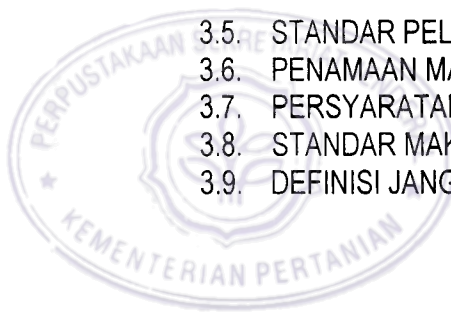 3.5. STANDAR PEL
3.6. PENAMAAN MA
3.7. PERSYARATA
3.8. STANDAR MAK
3.9. DEFINISI JANG
PERPUSTAKAAN
KEMENTERIAN PERTANIAN